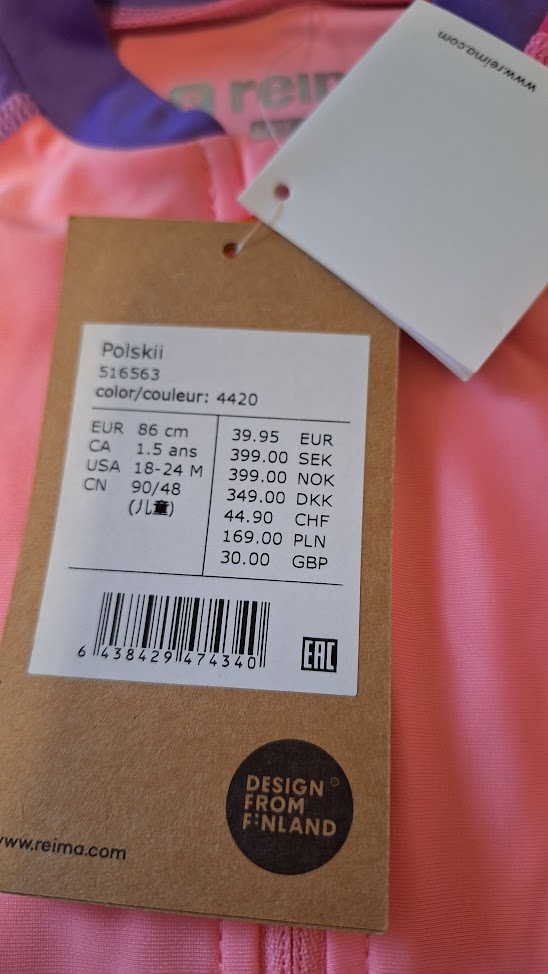 www.reima.com
reima
Polskii
516563
color/couleur: 4420
EUR 86 cm
CA 1.5 ans
USA 18-24 M
CN 90/48
(儿童)
39.95 EUR
399.00 SEK
399.00 NOK
349.00 DKK
44.90 CHF
169.00 PLN
30.00 GBP
6 438429 474340
EAC
DESIGN
FROM
FINLAND
www.reima.com